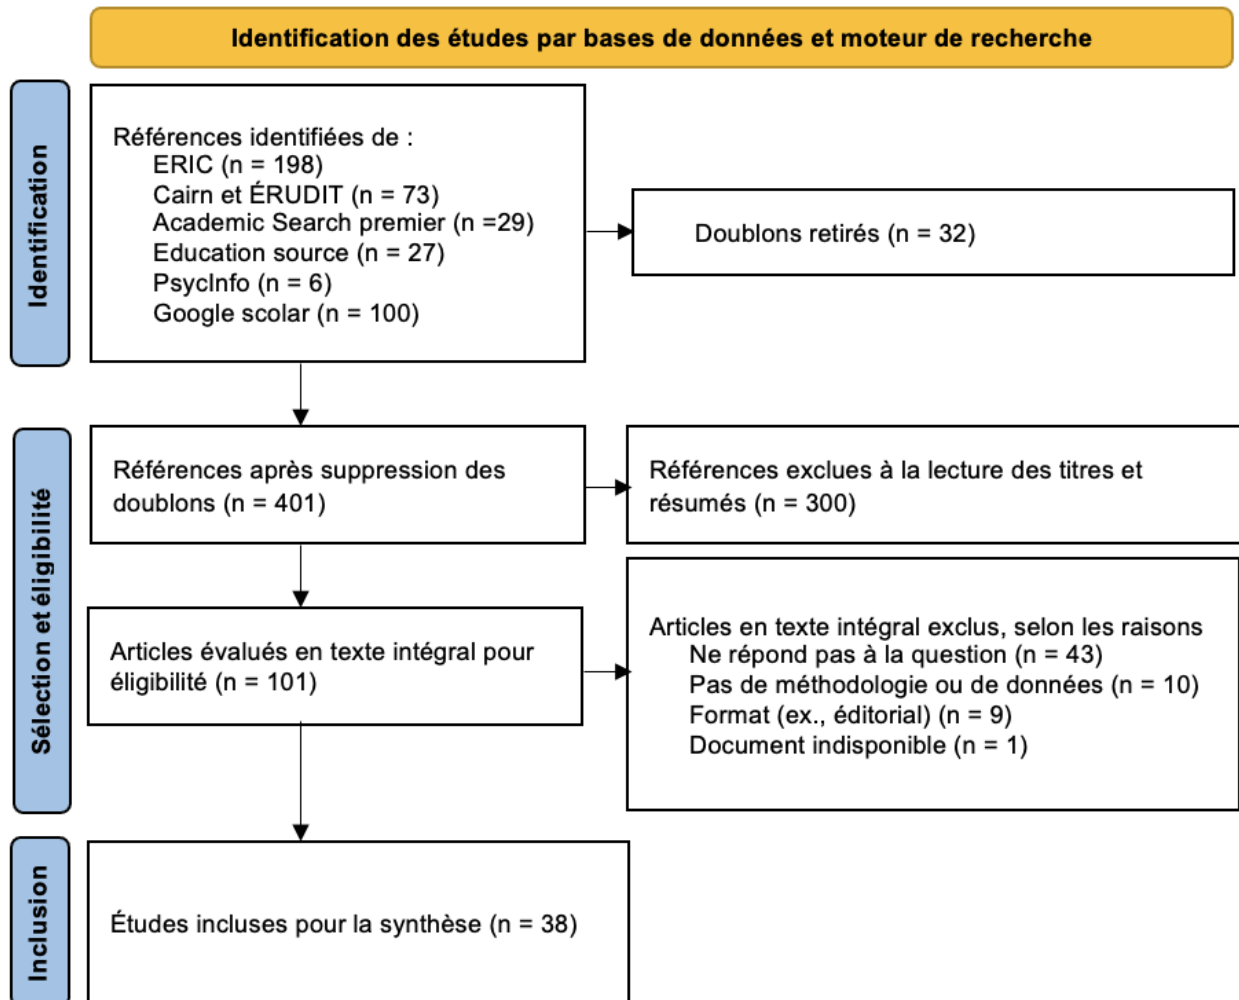 Identification des études par bases de données et moteur de recherche
Identification
Références identifiées de :
ERIC (n = 198)
Cairn et ÉRUDIT (n = 73)
Academic Search premier (n =29)
Education source (n = 27)
PsycInfo (n = 6)
Google scolar (n = 100)
Doublons retirés (n = 32)
Sélection et éligibilité
Références après suppression des
doublons (n = 401)
Références exclues à la lecture des titres et
résumés (n = 300)
Articles évalués en texte intégral pour
éligibilité (n = 101)
Articles en texte intégral exclus, selon les raisons
Ne répond pas à la question (n = 43)
Pas de méthodologie ou de données (n = 10)
Format (ex., éditorial) (n = 9)
Document indisponible (n = 1)
Inclusion
Études incluses pour la synthèse (n = 38)